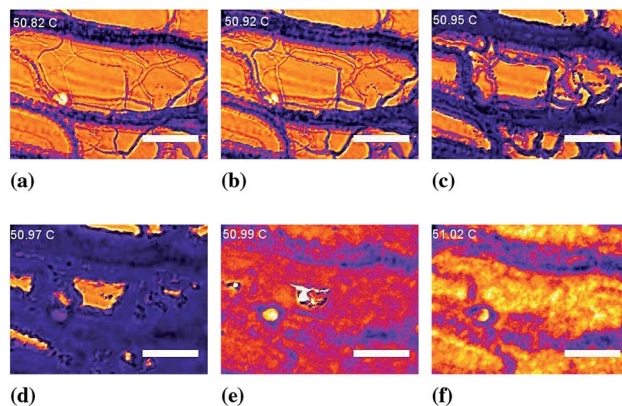 50.82 C
50.92 C
50.95 C
(a)
(b)
(c)
50.97 C
50.99 C
51.02 C
(d)
(e)
(f)